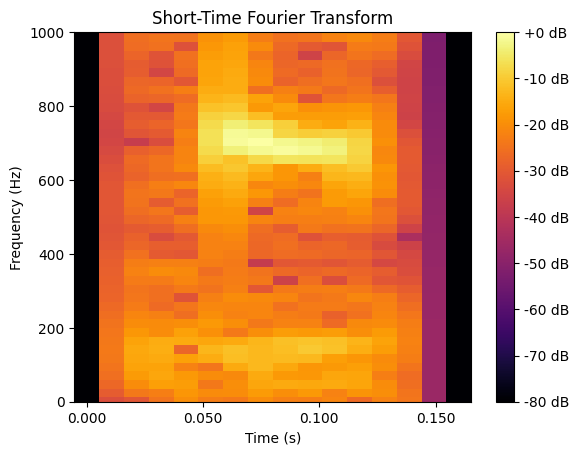 Short-Time Fourier Transform
1000
800
600
400
200
0
Frequency (Hz)
0.000
0.050
0.100
0.150
Time (s)
+0 dB
-10 dB
-20 dB
-30 dB
-40 dB
-50 dB
-60 dB
-70 dB
-80 dB